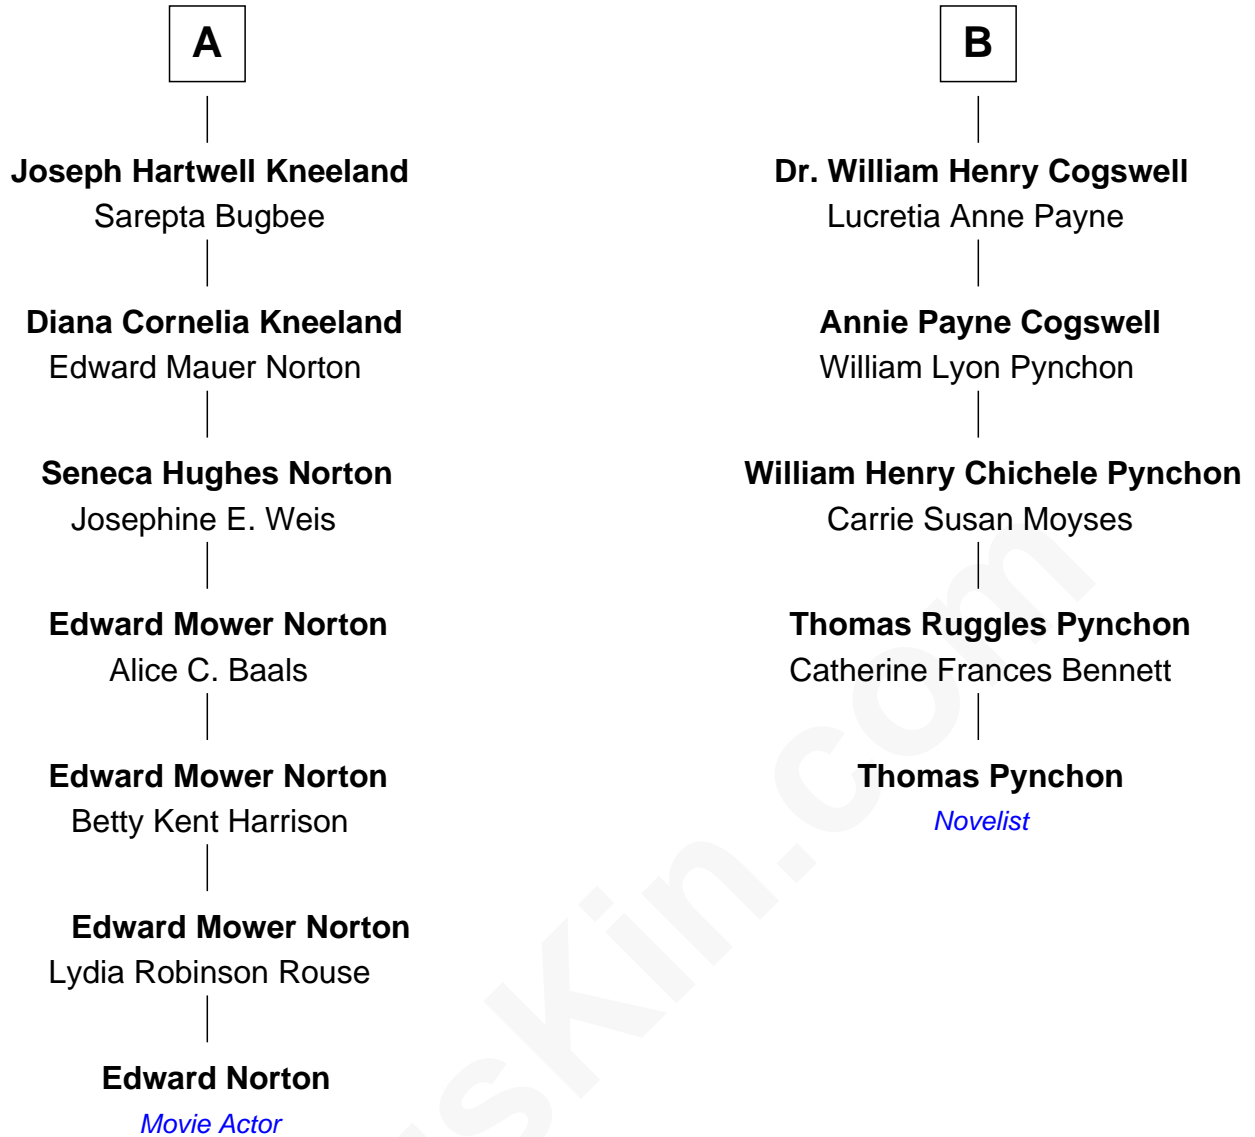 A
Joseph Hartwell Kneeland
Sarepta Bugbee
Diana Cornelia Kneeland
Edward Mauer Norton
Seneca Hughes Norton
Josephine E. Weis
Edward Mower Norton
Alice C. Baals
Edward Mower Norton
Betty Kent Harrison
Edward Mower Norton
Lydia Robinson Rouse
Edward Norton
Movie Actor
B
Dr. William Henry Cogswell
Lucretia Anne Payne
Annie Payne Cogswell
William Lyon Pynchon
William Henry Chichele Pynchon
Carrie Susan Moyses
Thomas Ruggles Pynchon
Catherine Frances Bennett
Thomas Pynchon
Novelist
sKin.com